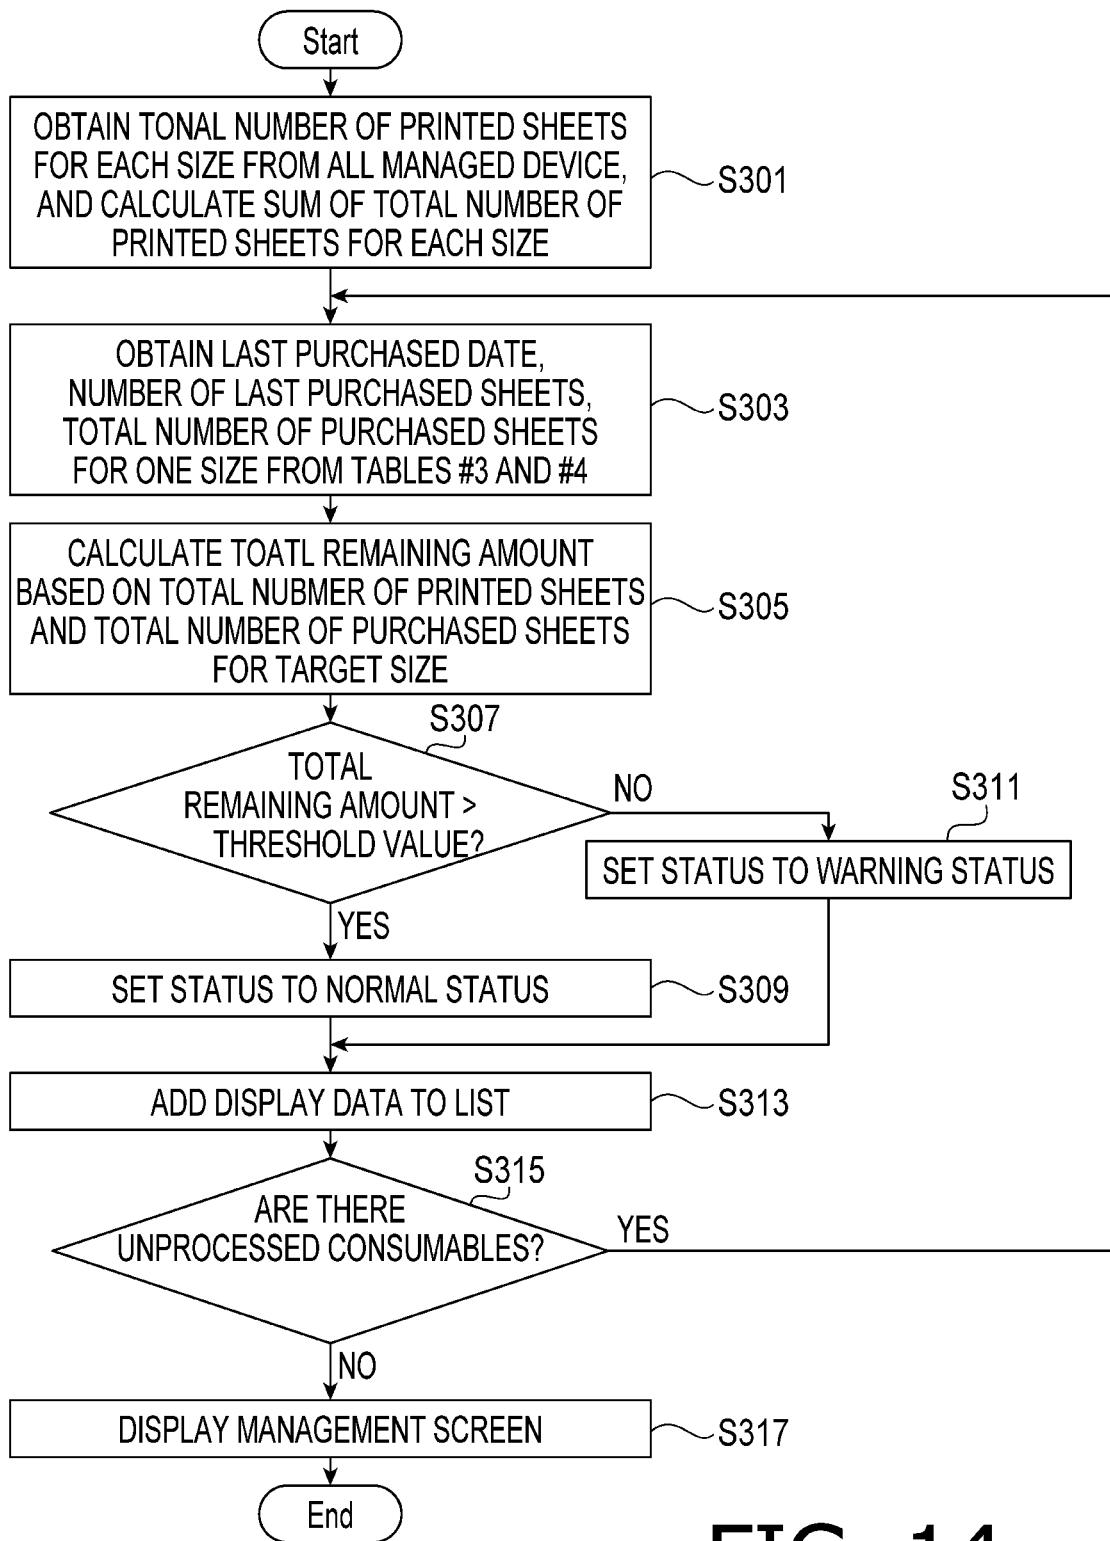 Start
OBTAIN TONAL NUMBER OF PRINTED SHEETS
FOR EACH SIZE FROM ALL MANAGED DEVICE,
AND CALCULATE SUM OF TOTAL NUMBER OF
PRINTED SHEETS FOR EACH SIZE
S301
OBTAIN LAST PURCHASED DATE,
NUMBER OF LAST PURCHASED SHEETS,
TOTAL NUMBER OF PURCHASED SHEETS
FOR ONE SIZE FROM TABLES #3 AND #4
S303
CALCULATE TOATL REMAINING AMOUNT
BASED ON TOTAL NUBMER OF PRINTED SHEETS
AND TOTAL NUMBER OF PURCHASED SHEETS
FOR TARGET SIZE
S305
S307
TOTAL
REMAINING AMOUNT >
THRESHOLD VALUE?
NO
S311
SET STATUS TO WARNING STATUS
YES
SET STATUS TO NORMAL STATUS
S309
ADD DISPLAY DATA TO LIST
S313
S315
ARE THERE
UNPROCESSED CONSUMABLES?
YES
NO
DISPLAY MANAGEMENT SCREEN
S317
End
FIG. 14